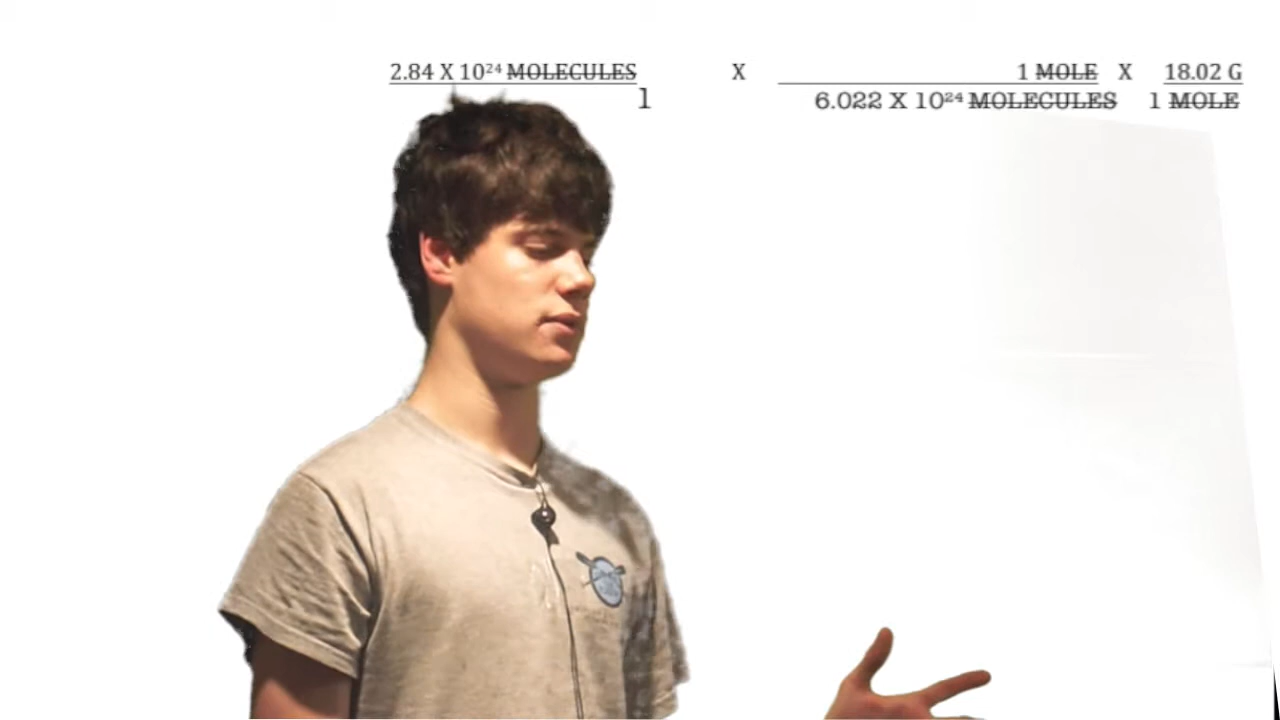 2.84 X 10²⁴ MOLECULES X 1 MOLE X 18.02 G
1 6.022 X 10²⁴ MOLECULES 1 MOLE